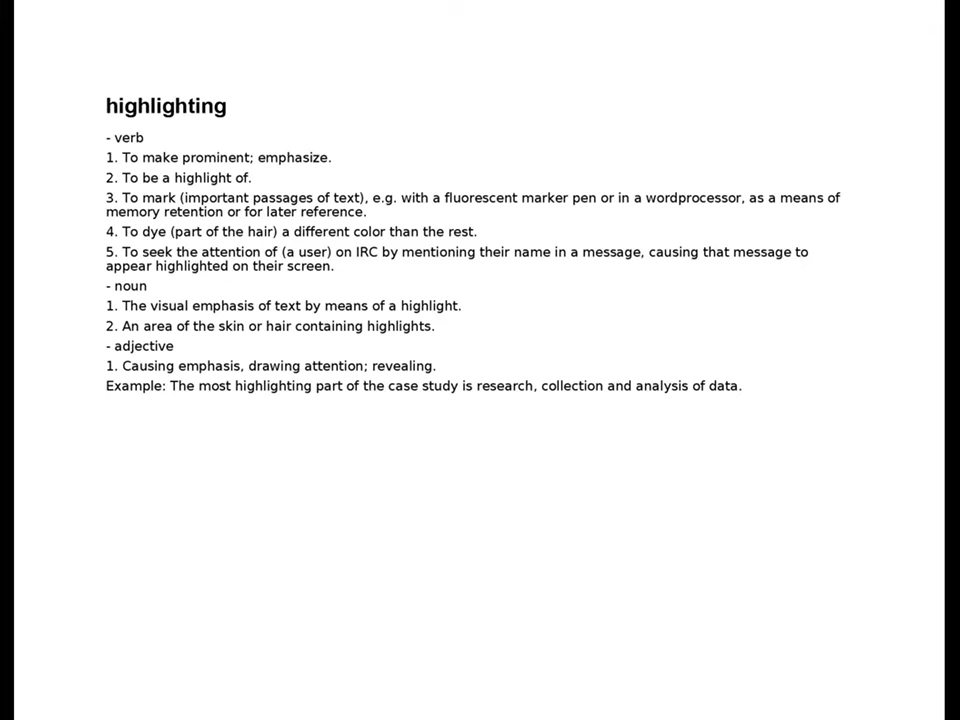 highlighting
- verb
1. To make prominent; emphasize.
2. To be a highlight of.
3. To mark (important passages of text), e.g. with a fluorescent marker pen or in a wordprocessor, as a means of
memory retention or for later reference.
4. To dye (part of the hair) a different color than the rest.
5. To seek the attention of (a user) on IRC by mentioning their name in a message, causing that message to
appear highlighted on their screen.
- noun
1. The visual emphasis of text by means of a highlight.
2. An area of the skin or hair containing highlights.
- adjective
1. Causing emphasis, drawing attention; revealing.
Example: The most highlighting part of the case study is research, collection and analysis of data.